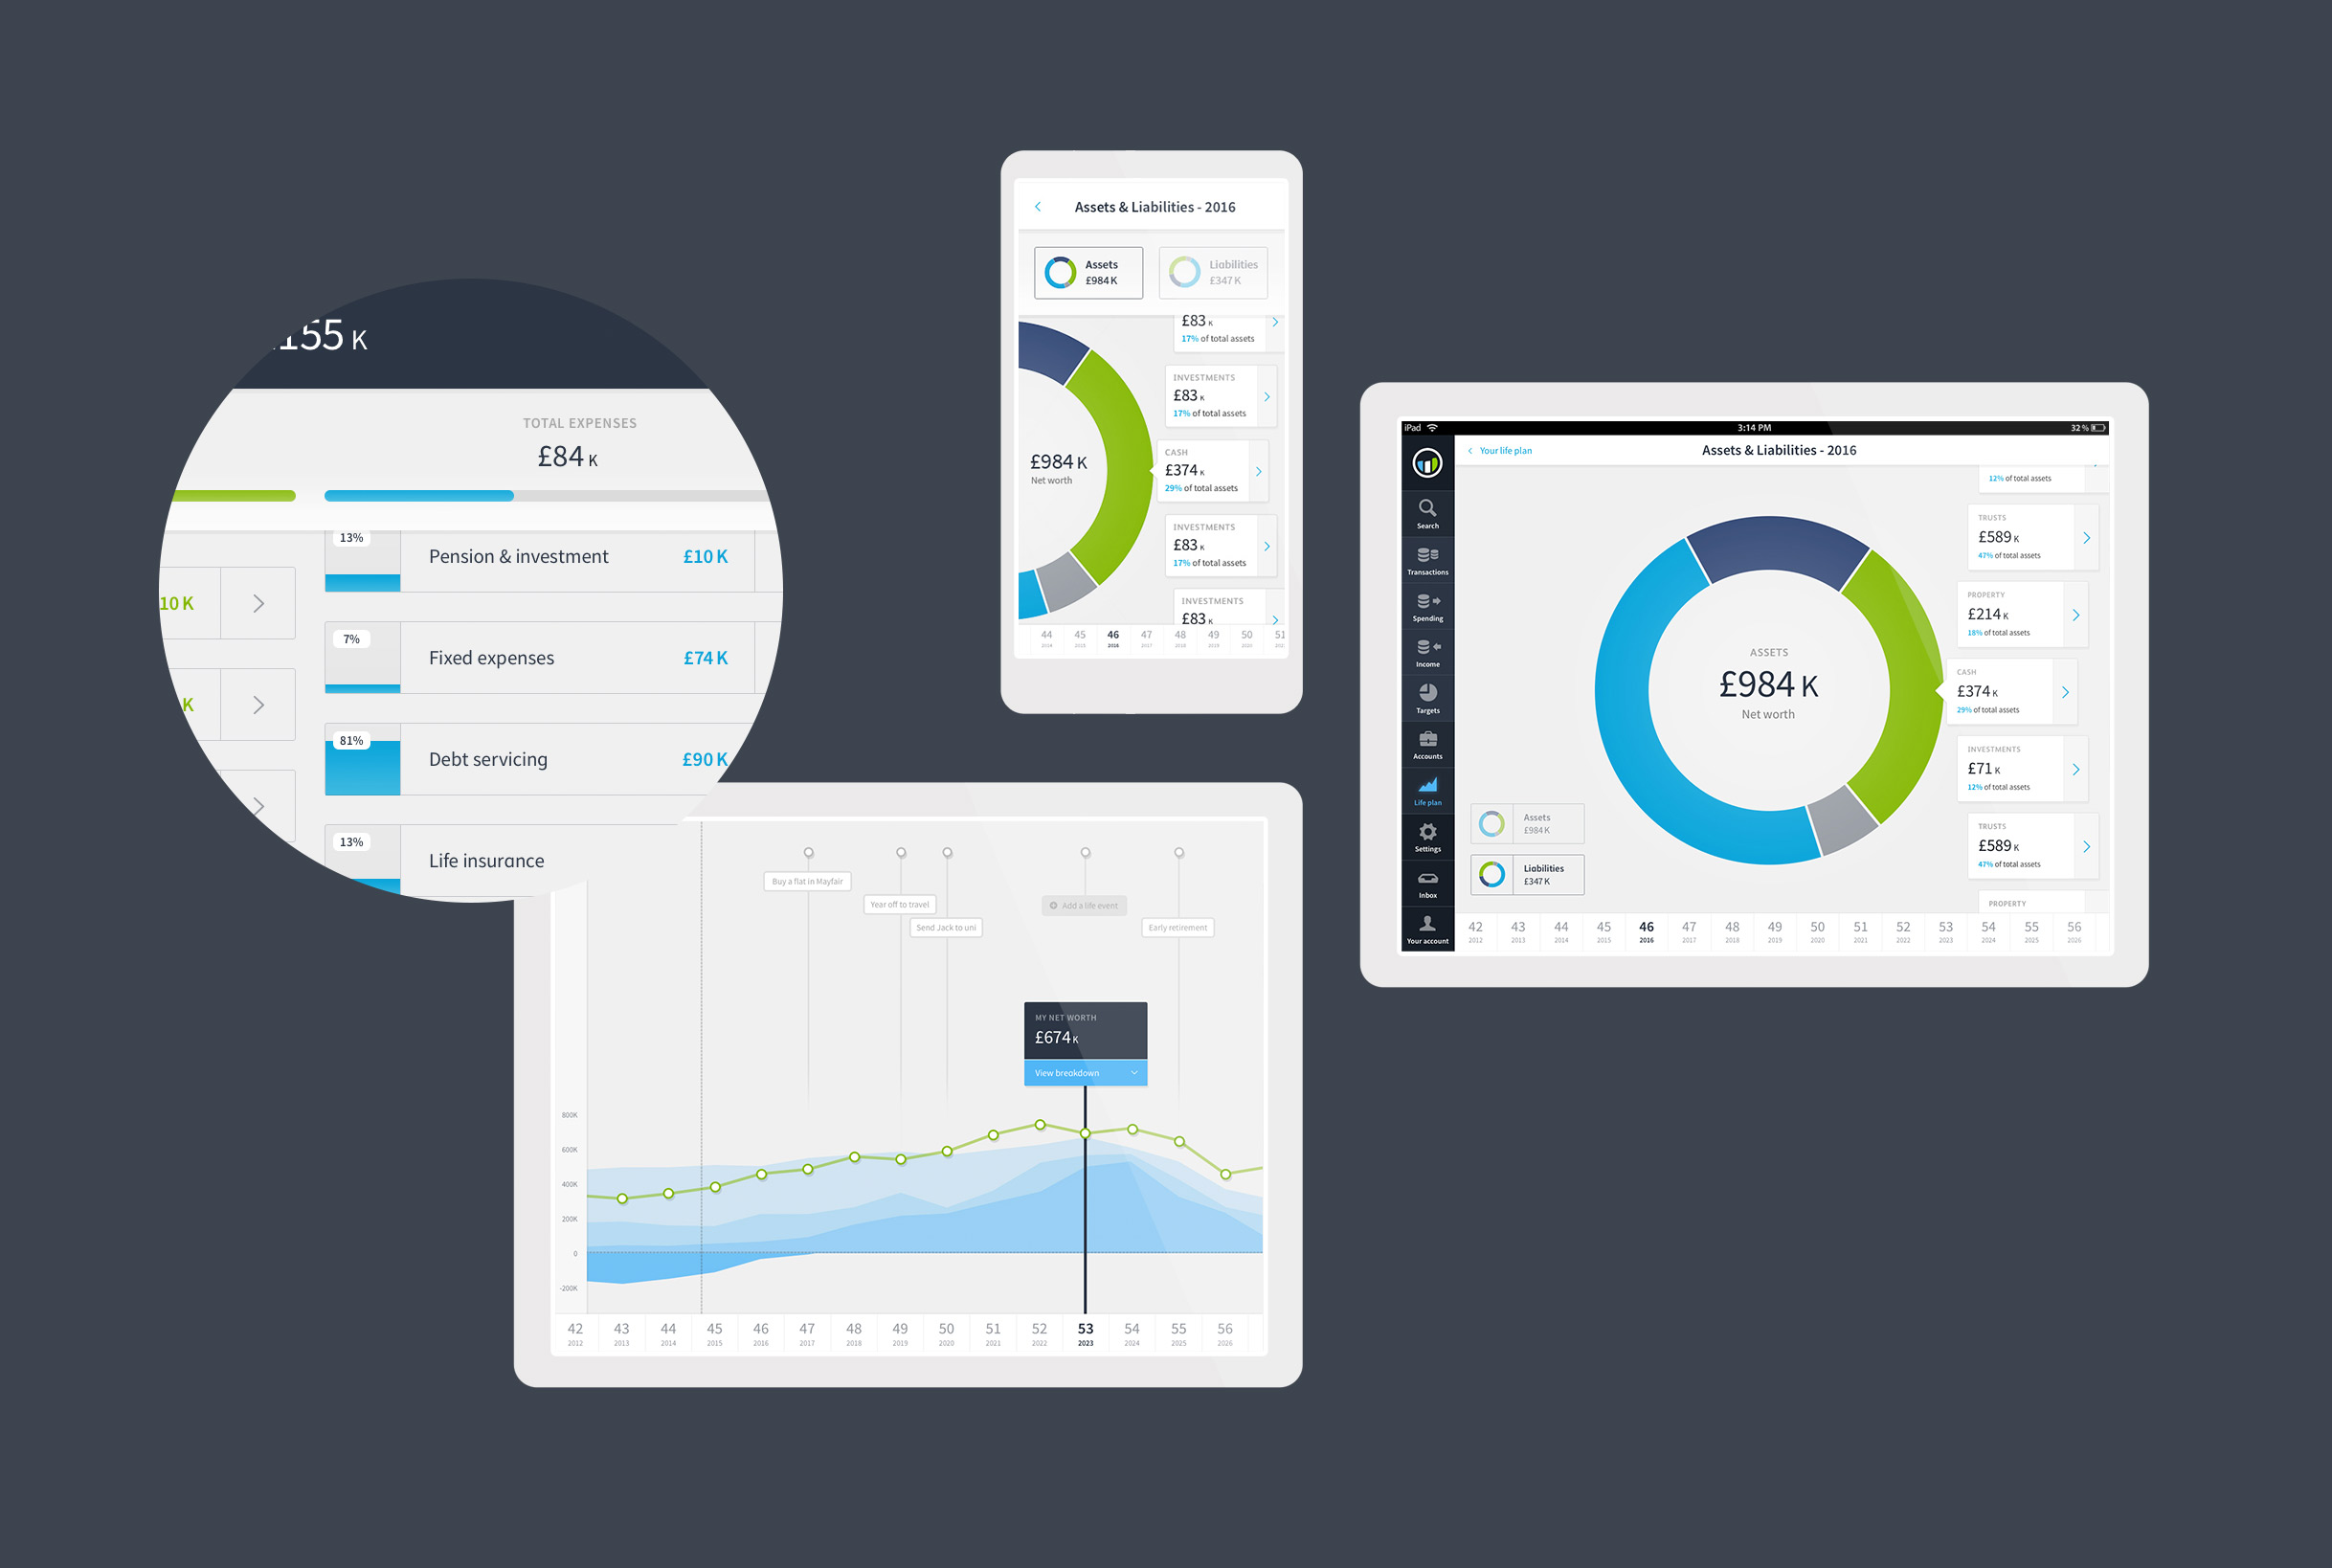 155 K
TOTAL EXPENSES
£84 K
13%
Pension & investment
£10 K
10 K
7%
Fixed expenses
£74 K
K
81%
Debt servicing
£90 K
13%
Life insurance
Assets & Liabilities - 2016
Assets
£984 K
Liabilities
£347 K
£83 K
17% of total assets
INVESTMENTS
£83 K
17% of total assets
CASH
£374 K
29% of total assets
£984 K
Net worth
INVESTMENTS
£83 K
17% of total assets
INVESTMENTS
£83 K
44 45 46 47 48 49 50 51
2014 2015 2016 2017 2018 2019 2020
iPad
3:14 PM
32%
Your life plan
Assets & Liabilities - 2016
Search
Transactions
Spending
Income
Targets
Accounts
Life plan
Settings
Inbox
Your account
ASSETS
£984 K
Net worth
Assets
£984 K
Liabilities
£347 K
12% of total assets
TRUSTS
£589 K
47% of total assets
PROPERTY
£214 K
18% of total assets
CASH
£374 K
29% of total assets
INVESTMENTS
£71 K
12% of total assets
TRUSTS
£589 K
47% of total assets
PROPERTY
42 43 44 45 46 47 48 49 50 51 52 53 54 55 56
2012 2013 2014 2015 2016 2017 2018 2019 2020 2021 2022 2023 2024 2025 2026
Buy a flat in Mayfair
Year off to travel
Send Jack to uni
Add a life event
Early retirement
MY NET WORTH
£674 K
View breakdown
800K
600K
400K
200K
0
-200K
42 43 44 45 46 47 48 49 50 51 52 53 54 55 56
2012 2013 2014 2015 2016 2017 2018 2019 2020 2021 2022 2023 2024 2025 2026